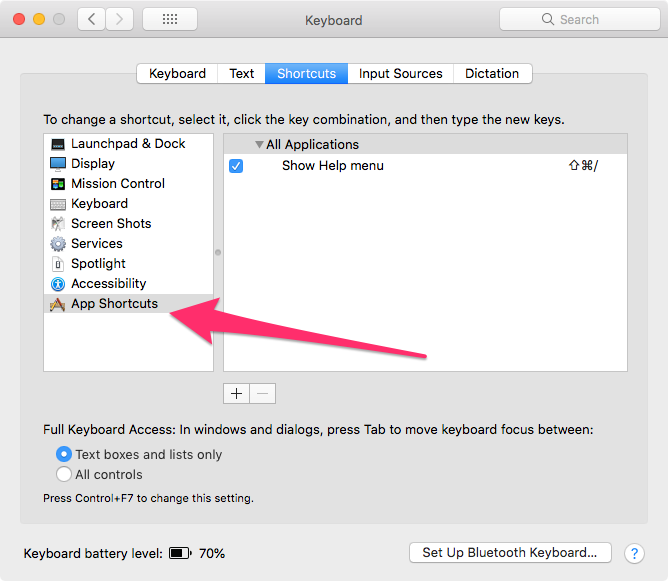 Keyboard
Search
Keyboard Text Shortcuts Input Sources Dictation
To change a shortcut, select it, click the key combination, and then type the new keys.
Launchpad & Dock
Display
Mission Control
Keyboard
Screen Shots
Services
Spotlight
Accessibility
App Shortcuts
All Applications
Show Help menu ⇧⌘/
Full Keyboard Access: In windows and dialogs, press Tab to move keyboard focus between:
Text boxes and lists only
All controls
Press Control+F7 to change this setting.
Keyboard battery level: 70%
Set Up Bluetooth Keyboard...
?